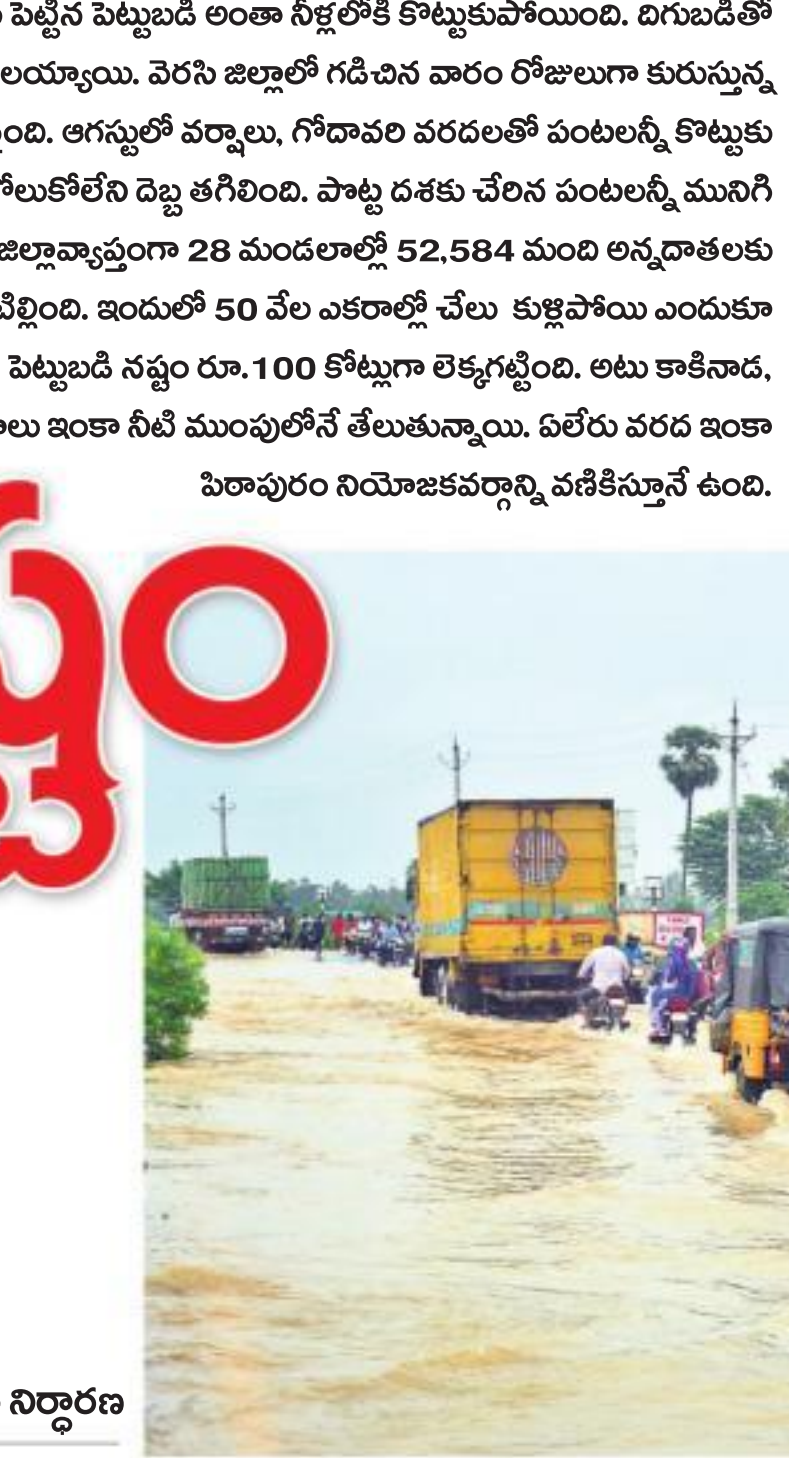 పెట్టిన పెట్టుబడి అంతా నీళ్లలోకి కొట్టుకుపోయింది. దిగుబడితో
వెరసి జిల్లాలో గడిచిన వారం రోజులుగా కురుస్తున్న
ఆగస్టులో వర్షాలు, గోదావరి వరదలతో పంటలన్నీ కొట్టుకు
కోలుకోలేని దెబ్బ తగిలింది. పొట్ట దశకు చేరిన పంటలన్నీ మునిగి
జిల్లావ్యాప్తంగా 28 మండలాల్లో 52,584 మంది అన్నదాతలకు
ఇందులో 50 వేల ఎకరాల్లో చేలు కుళ్లిపోయి ఎందుకూ
పెట్టుబడి నష్టం రూ.100 కోట్లుగా లెక్కగట్టింది. అటు కాకినాడ,
ఇంకా నీటి ముంపులోనే తేలుతున్నాయి. ఏలేరు వరద ఇంకా
పిఠాపురం నియోజకవర్గాన్ని వణికిస్తూనే ఉంది.
నిర్ధారణ